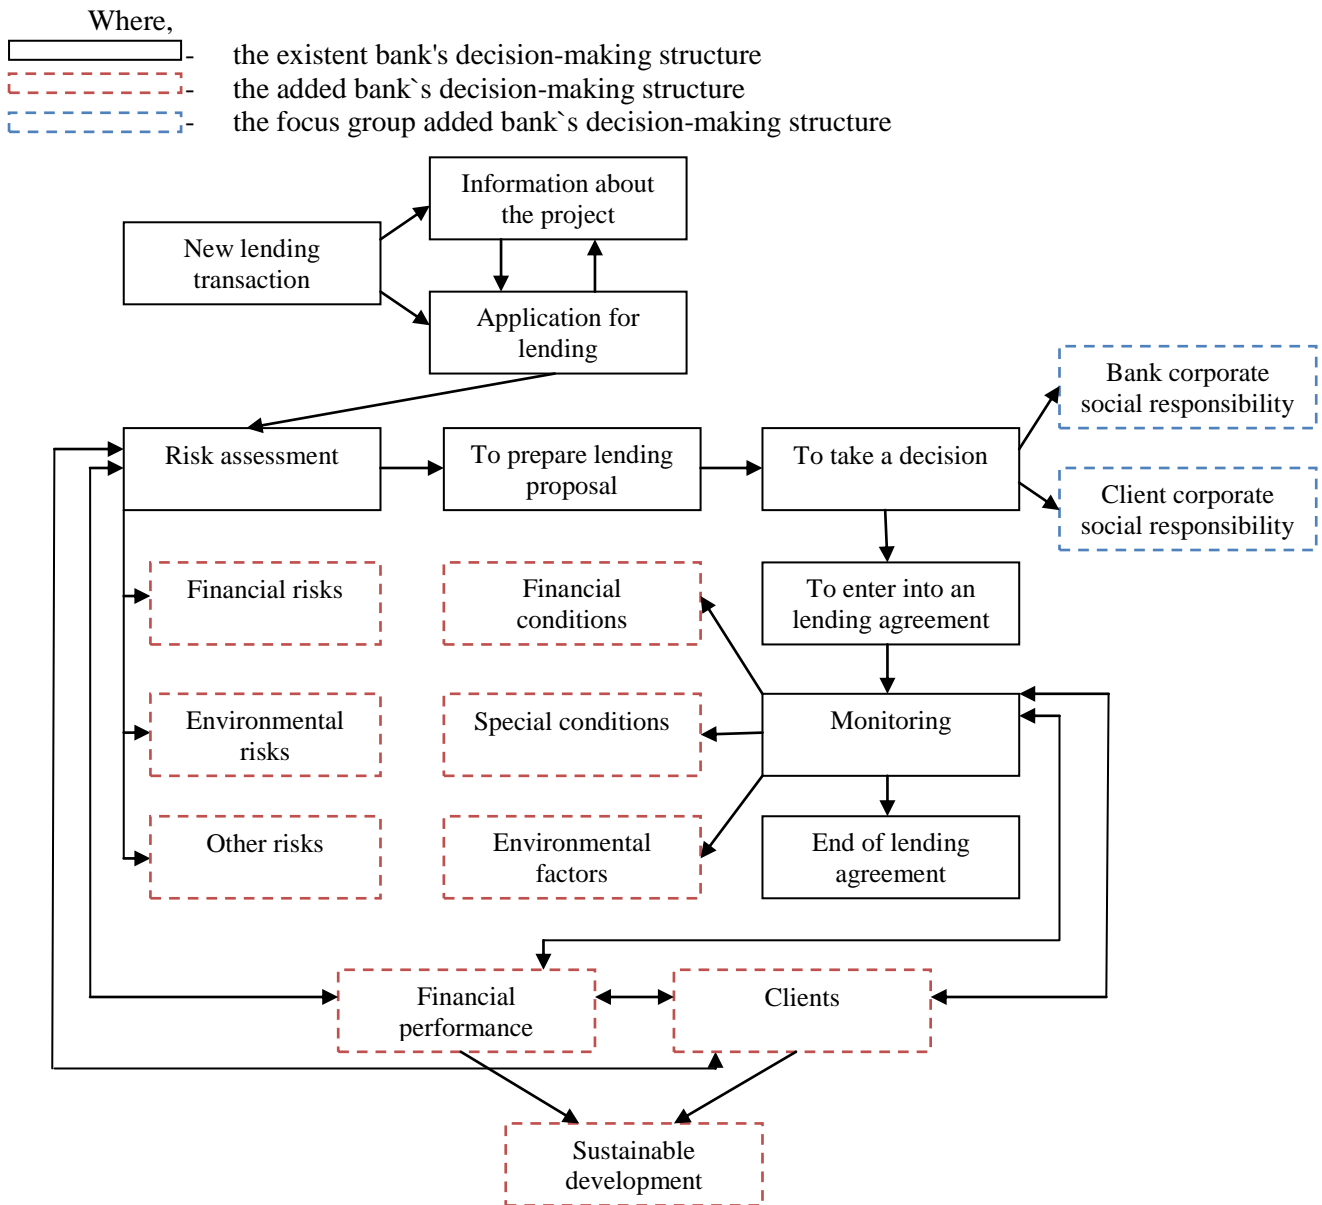 Where,
- the existent bank's decision-making structure
- the added bank`s decision-making structure
- the focus group added bank`s decision-making structure
Information about
the project
New lending
transaction
Application for
lending
Bank corporate
social responsibility
Risk assessment
To prepare lending
proposal
To take a decision
Client corporate
social responsibility
Financial risks
Financial
conditions
To enter into an
lending agreement
Environmental
risks
Special conditions
Monitoring
Other risks
Environmental
factors
End of lending
agreement
Financial
performance
Clients
Sustainable
development